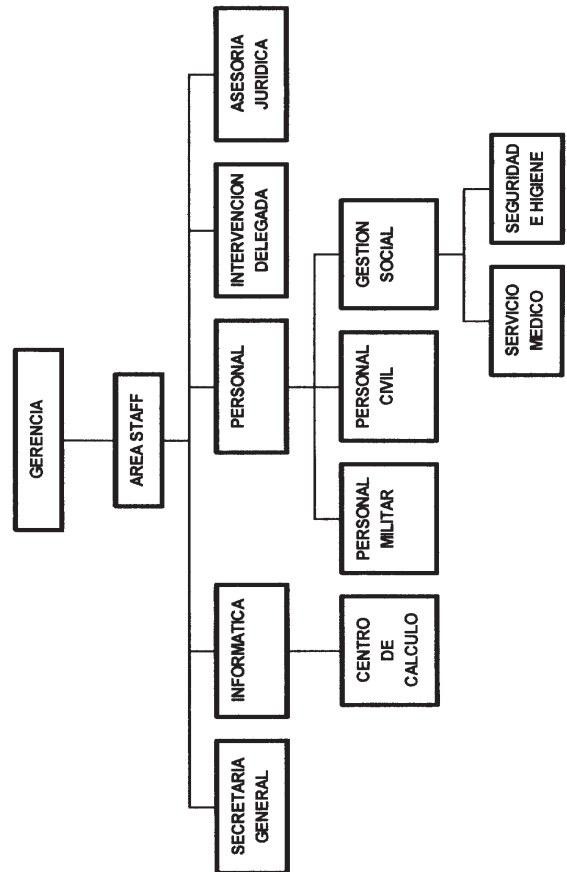 GERENCIA
AREA STAFF
SECRETARIA
GENERAL
INFORMATICA
PERSONAL
INTERVENCION
DELEGADA
ASESORIA
JURIDICA
CENTRO
DE
CALCULO
PERSONAL
MILITAR
PERSONAL
CIVIL
GESTION
SOCIAL
SERVICIO
MEDICO
SEGURIDAD
E HIGIENE